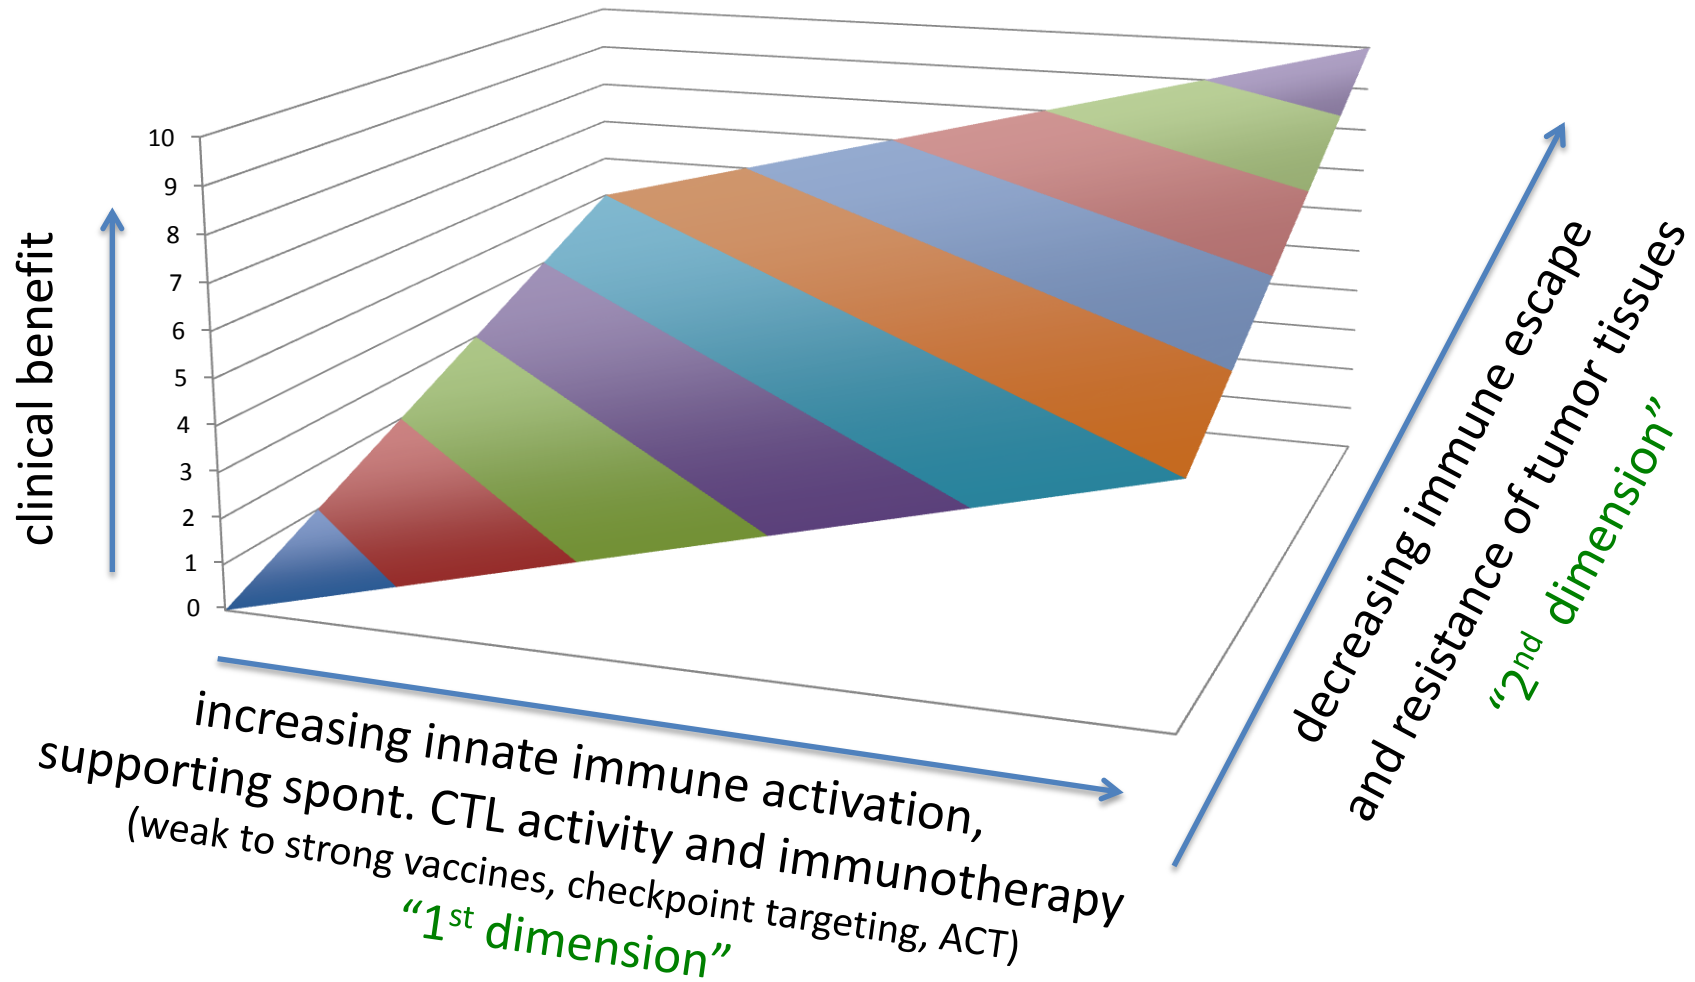 10
9
8
7
6
5
4
3
2
1
0
clinical benefit
increasing innate immune activation,
supporting spont. CTL activity and immunotherapy
(weak to strong vaccines, checkpoint targeting, ACT)
“1st dimension”
decreasing immune escape
and resistance of tumor tissues
“2nd dimension”